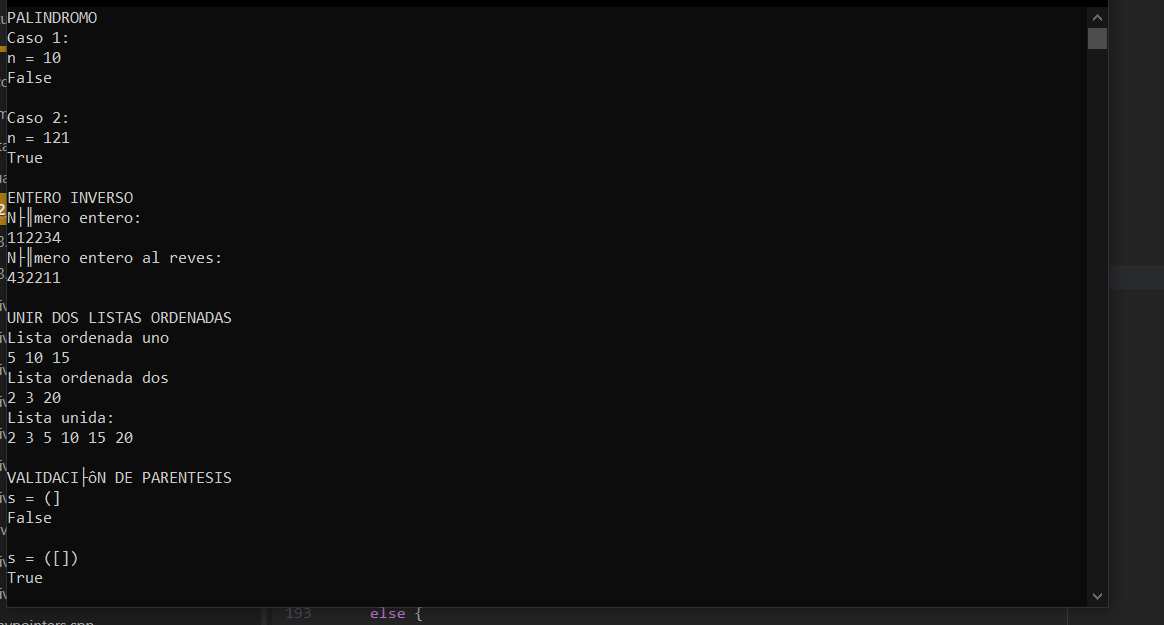 PALINDROMO
Caso 1:
n = 10
False
Caso 2:
n = 121
True
ENTERO INVERSO
N├║mero entero:
112234
N├║mero entero al reves:
432211
UNIR DOS LISTAS ORDENADAS
Lista ordenada uno
5 10 15
Lista ordenada dos
2 3 20
Lista unida:
2 3 5 10 15 20
VALIDACI├ôN DE PARENTESIS
s = (]
False
s = ([])
True
193 else {